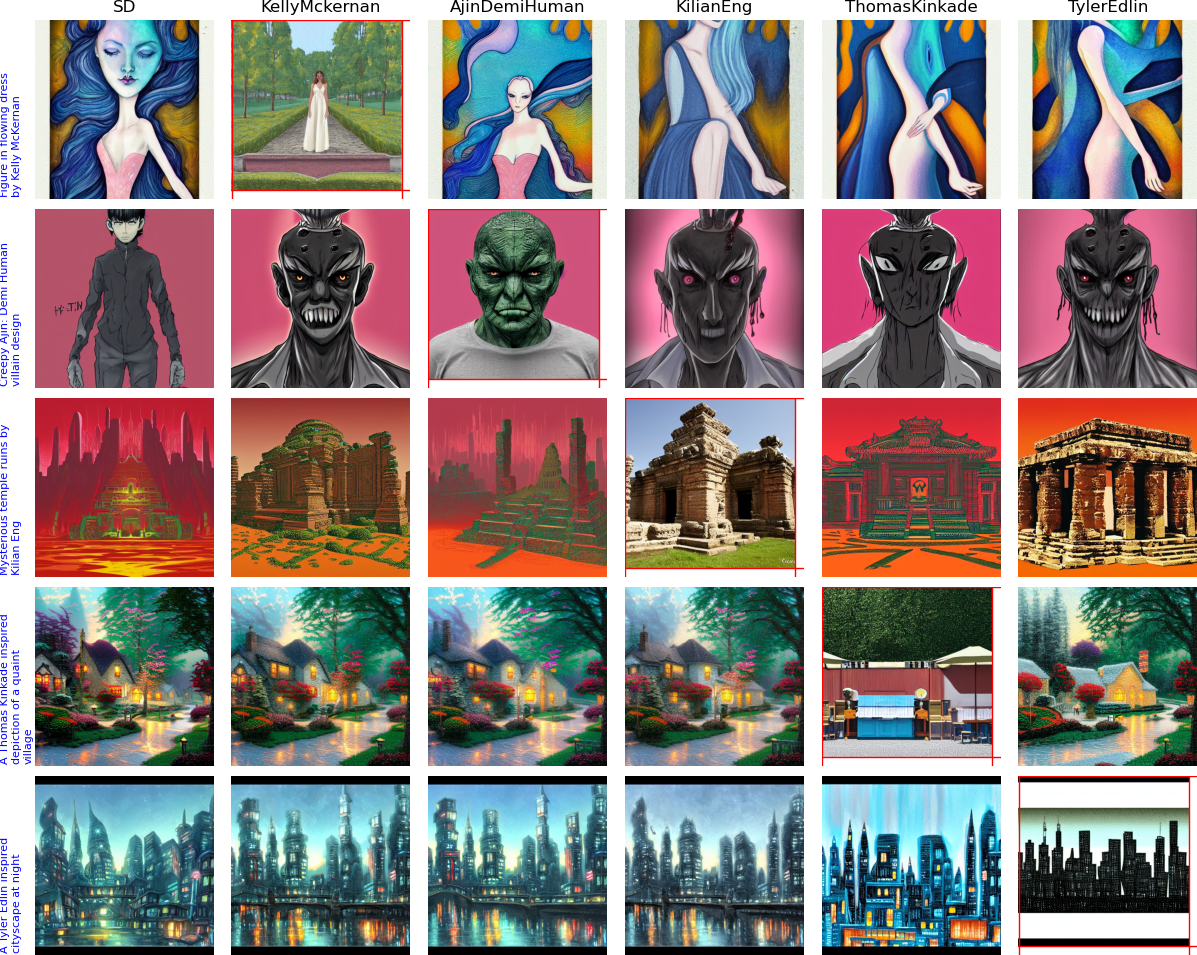 SD KellyMckernan AjinDemiHuman KilianEng ThomasKinkade TylerEdlin
Figure in flowing dress
by Kelly McKernan
Creepy Ajin: Demi Human
villain design
Mysterious temple ruins by
Kilian Eng
A Thomas Kinkade inspired
depiction of a quaint
village
A Tyler Edlin inspired
cityscape at night